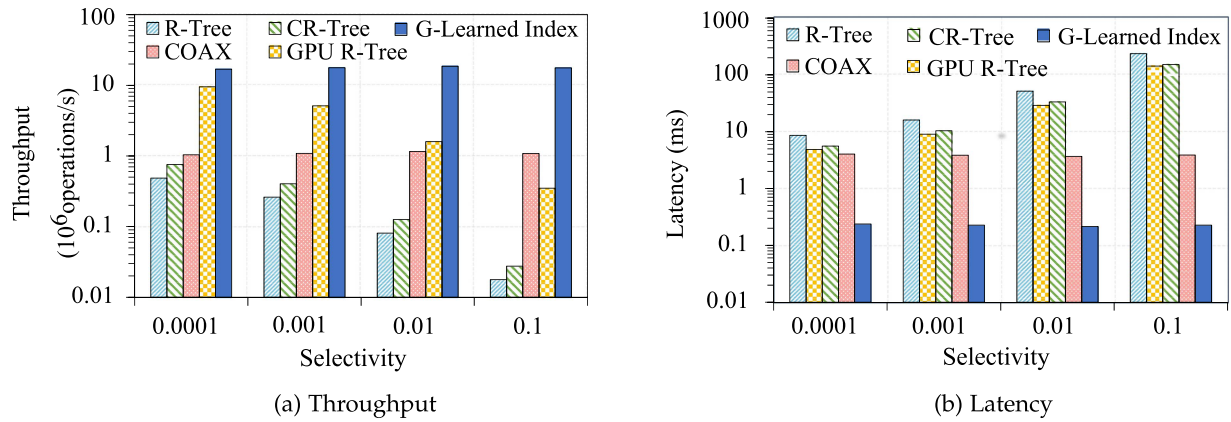 100
10
1
0.1
0.01
Throughput
(10⁶operations/s)
R-Tree CR-Tree G-Learned Index
COAX GPU R-Tree
0.0001 0.001 0.01 0.1
Selectivity
(a) Throughput
1000
100
10
1
0.1
0.01
Latency (ms)
R-Tree CR-Tree G-Learned Index
COAX GPU R-Tree
0.0001 0.001 0.01 0.1
Selectivity
(b) Latency